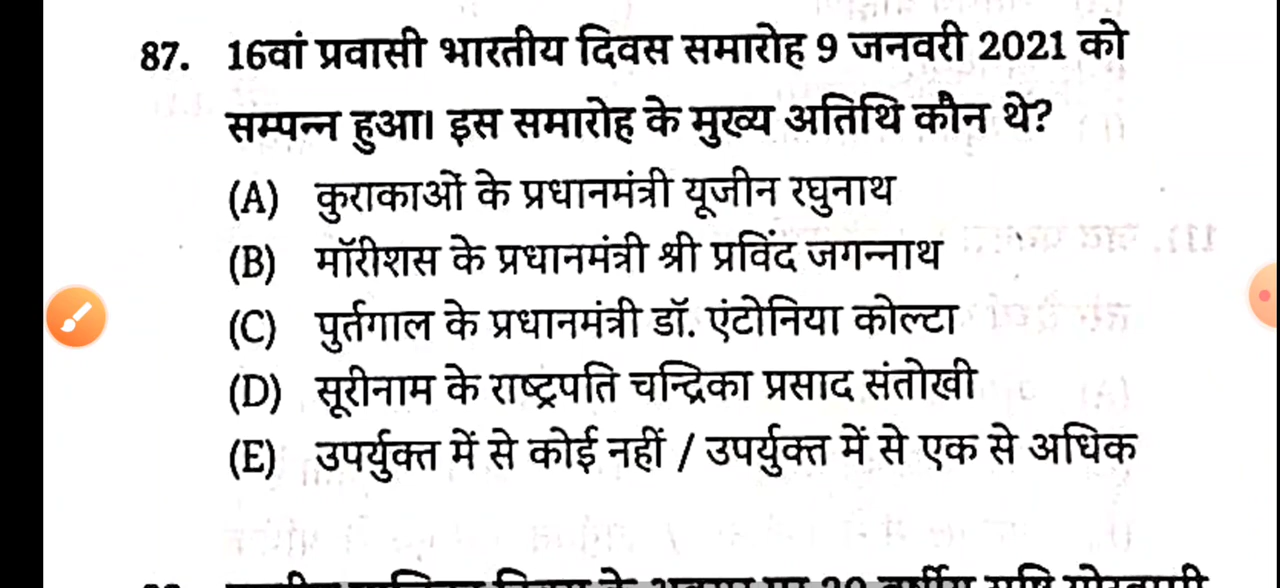 87. 16वां प्रवासी भारतीय दिवस समारोह 9 जनवरी 2021 को
सम्पन्न हुआ। इस समारोह के मुख्य अतिथि कौन थे?
(A) कुराकाओं के प्रधानमंत्री यूजीन रघुनाथ
(B) मॉरीशस के प्रधानमंत्री श्री प्रविंद जगन्नाथ
(C) पुर्तगाल के प्रधानमंत्री डॉ. एंटोनिया कोल्टा
(D) सूरीनाम के राष्ट्रपति चन्द्रिका प्रसाद संतोखी
(E) उपर्युक्त में से कोई नहीं / उपर्युक्त में से एक से अधिक